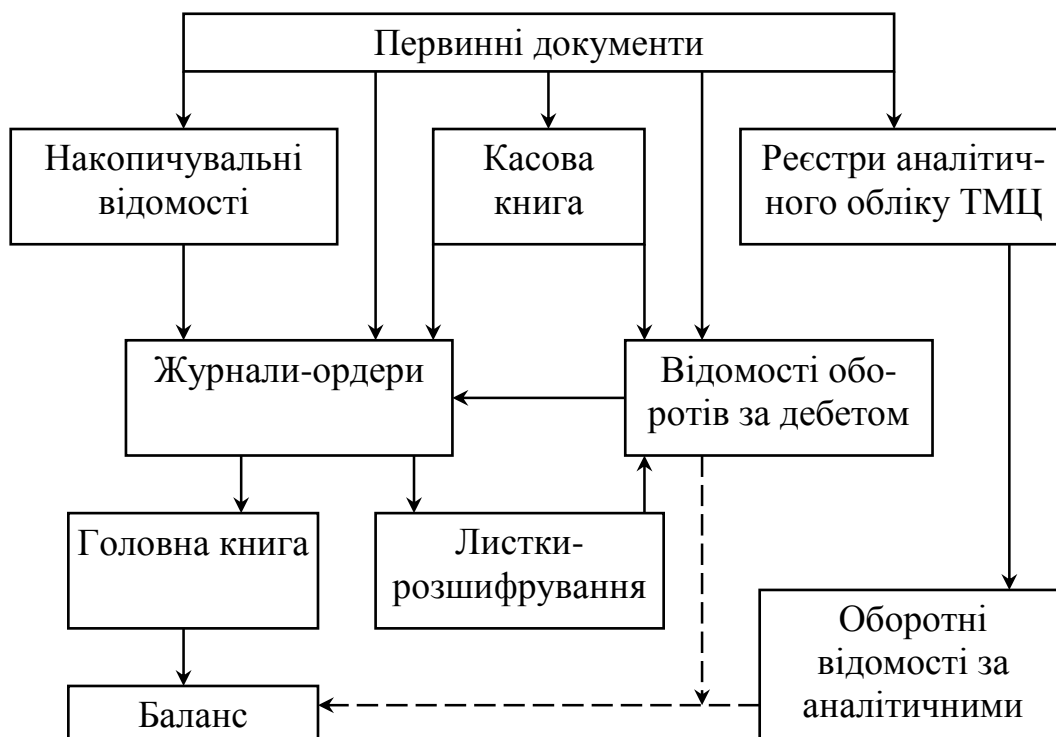 Первинні документи
Накопичувальні
відомості
Касова
книга
Реєстри аналітич-
ного обліку ТМЦ
Журнали-ордери
Відомості обо-
ротів за дебетом
Головна книга
Листки-
розшифрування
Оборотні
відомості за
аналітичними
Баланс